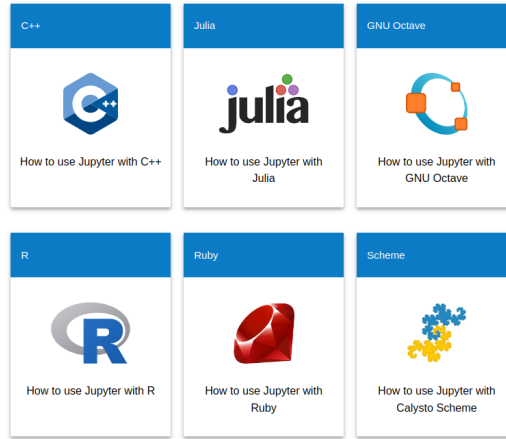 C++
Julia
GNU Octave
C++
julia
How to use Jupyter with C++
How to use Jupyter with
Julia
How to use Jupyter with
GNU Octave
R
Ruby
Scheme
R
How to use Jupyter with R
How to use Jupyter with
Ruby
How to use Jupyter with
Calysto Scheme